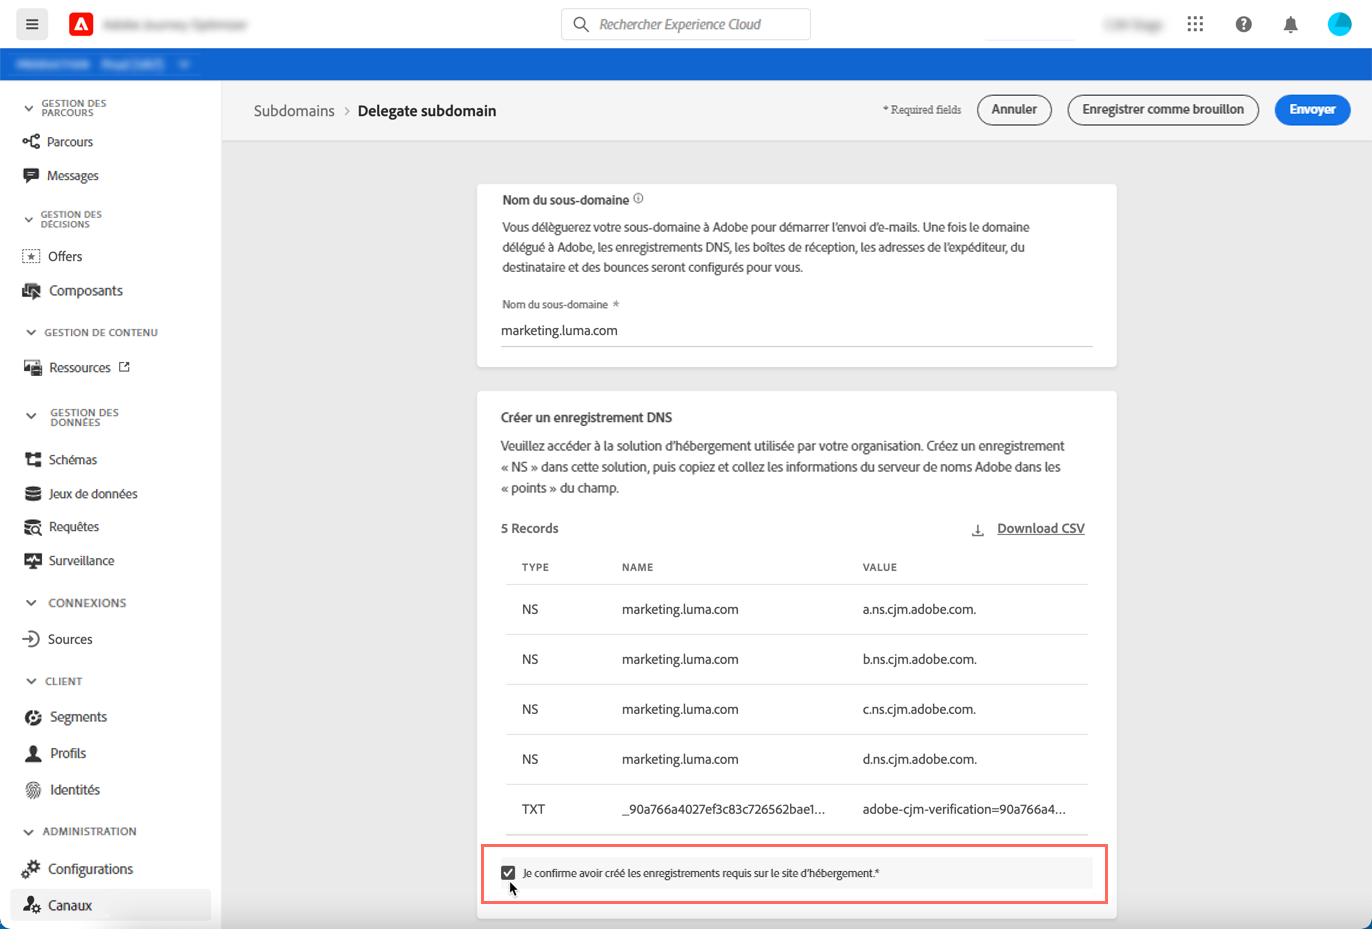 Rechercher Experience Cloud
GESTION DES
PARCOURS
Parcours
Messages
GESTION DES
DÉCISIONS
Offers
Composants
GESTION DE CONTENU
Ressources
GESTION DES
DONNÉES
Schémas
Jeux de données
Requêtes
Surveillance
CONNEXIONS
Sources
CLIENT
Segments
Profils
Identités
ADMINISTRATION
Configurations
Canaux
Subdomains > Delegate subdomain
* Required fields
Annuler
Enregistrer comme brouillon
Envoyer
Nom du sous-domaine
Vous délèguerez votre sous-domaine à Adobe pour démarrer l'envoi d'e-mails. Une fois le domaine
délégué à Adobe, les enregistrements DNS, les boîtes de réception, les adresses de l'expéditeur, du
destinataire et des bounces seront configurés pour vous.
Nom du sous-domaine *
marketing.luma.com
Créer un enregistrement DNS
Veuillez accéder à la solution d'hébergement utilisée par votre organisation. Créez un enregistrement
« NS » dans cette solution, puis copiez et collez les informations du serveur de noms Adobe dans les
« points » du champ.
5 Records
Download CSV
TYPE NAME VALUE
NS marketing.luma.com a.ns.cjm.adobe.com.
NS marketing.luma.com b.ns.cjm.adobe.com.
NS marketing.luma.com c.ns.cjm.adobe.com.
NS marketing.luma.com d.ns.cjm.adobe.com.
TXT _90a766a4027ef3c83c726562bae1... adobe-cjm-verification=90a766a4...
Je confirme avoir créé les enregistrements requis sur le site d'hébergement.*